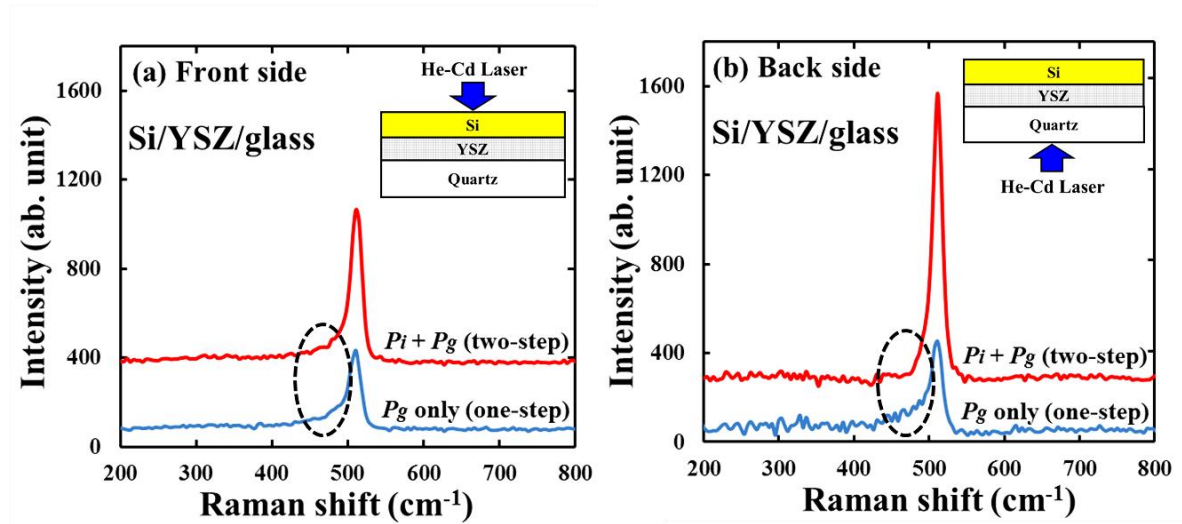 (a) Front side
Si/YSZ/glass
He-Cd Laser
Si
YSZ
Quartz
Pi + Pg (two-step)
Pg only (one-step)
Intensity (ab. unit)
1600
1200
800
400
0
200 300 400 500 600 700 800
Raman shift (cm-1)
(b) Back side
Si/YSZ/glass
Si
YSZ
Quartz
He-Cd Laser
Pi + Pg (two-step)
Pg only (one-step)
Intensity (ab. unit)
1600
1200
800
400
0
200 300 400 500 600 700 800
Raman shift (cm-1)